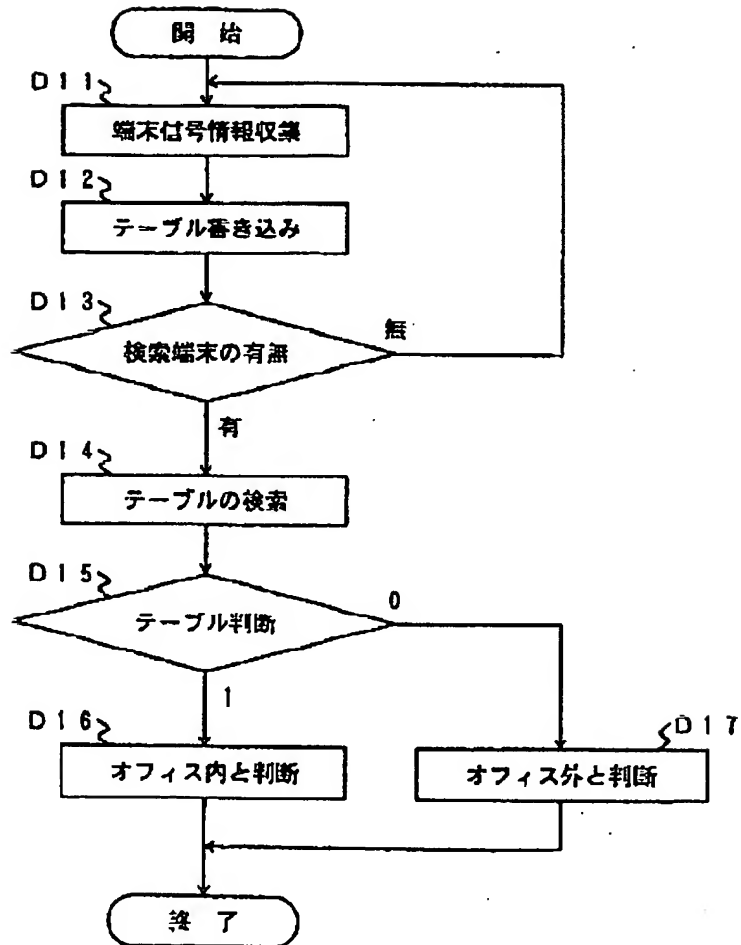 開 始
D11
端末信号情報収集
D12
テーブル書き込み
D13
検索端末の有無
無
有
D14
テーブルの検索
D15
テーブル判断
0
1
D16
オフィス内と判断
D17
オフィス外と判断
終 了